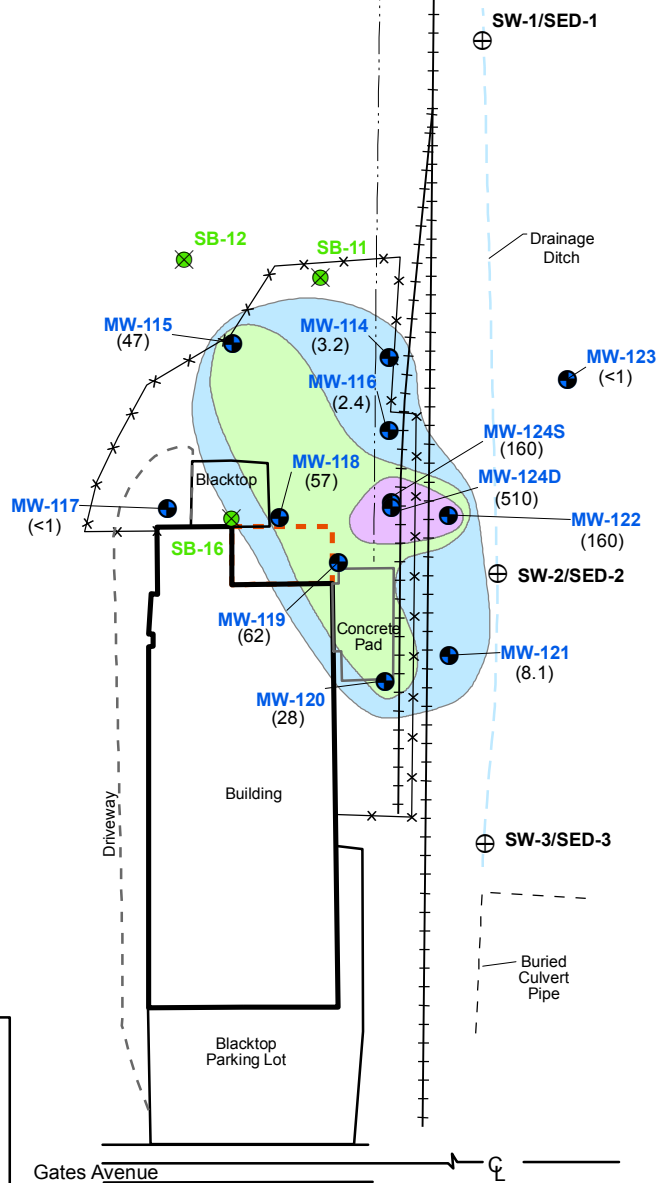 SW-1/SED-1
SB-12
SB-11
Drainage
Ditch
MW-115
(47)
MW-114
(3.2)
MW-116
(2.4)
MW-123
(<1)
MW-124S
(160)
MW-118
(57)
MW-124D
(510)
Blacktop
MW-117
(<1)
MW-122
(160)
SB-16
SW-2/SED-2
MW-119
(62)
Concrete
Pad
MW-121
(8.1)
MW-120
(28)
Building
Driveway
SW-3/SED-3
Buried
Culvert
Pipe
Blacktop
Parking Lot
Gates Avenue
CL